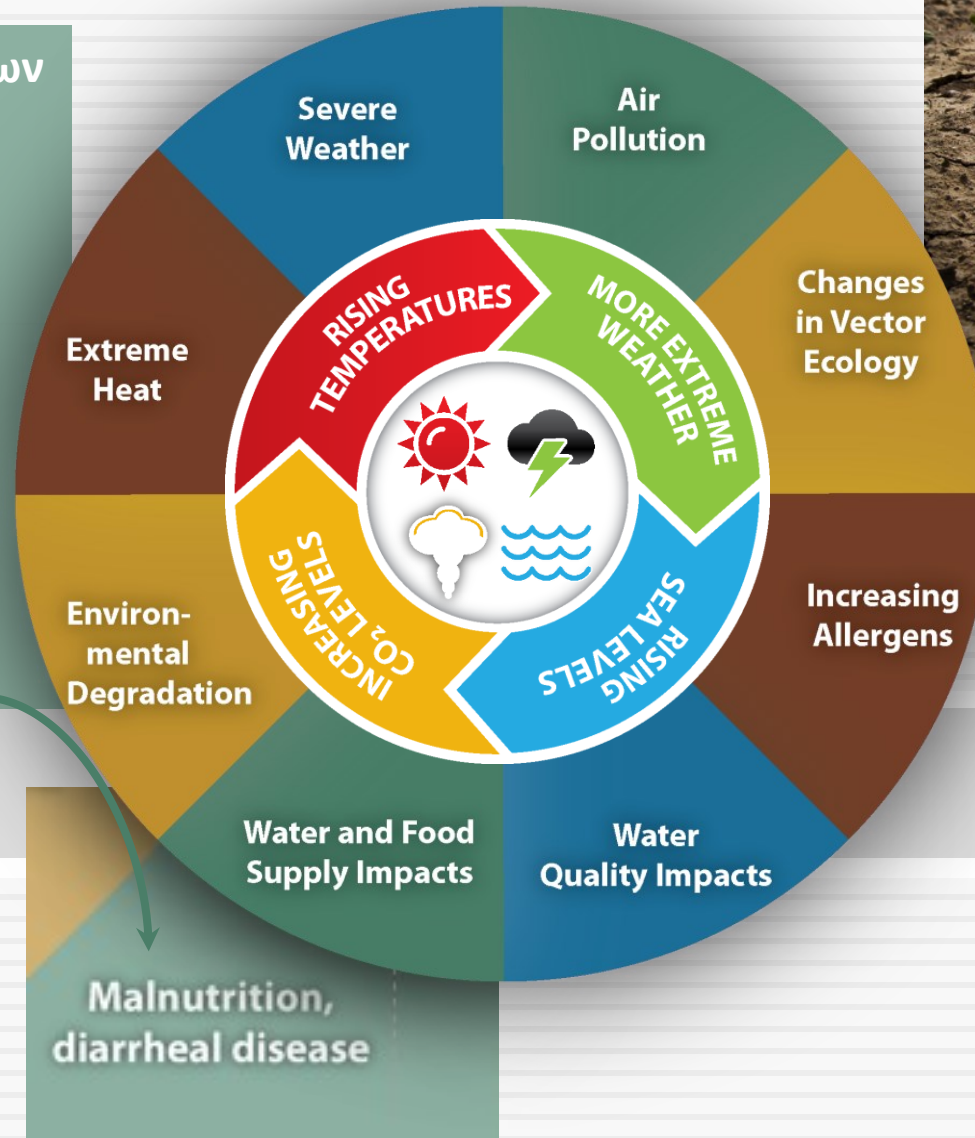 ων
Severe
Weather
Air
Pollution
Changes
in Vector
Ecology
Increasing
Allergens
Water
Quality Impacts
Water and Food
Supply Impacts
Environ-
mental
Degradation
Extreme
Heat
RISING
TEMPERATURES
MORE EXTREME
WEATHER
RISING
SEA LEVELS
INCREASING
CO₂ LEVELS
Malnutrition,
diarrheal disease